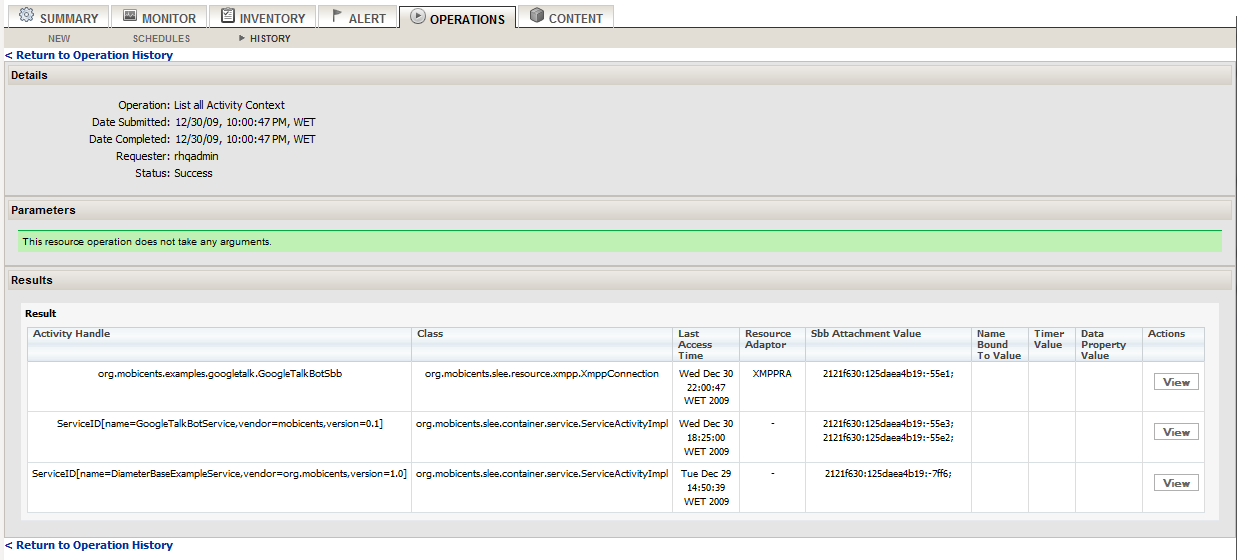 SUMMARY MONITOR INVENTORY ALERT OPERATIONS CONTENT
NEW SCHEDULES HISTORY
< Return to Operation History
Details
Operation: List all Activity Context
Date Submitted: 12/30/09, 10:00:47 PM, WET
Date Completed: 12/30/09, 10:00:47 PM, WET
Requester: rhqadmin
Status: Success
Parameters
This resource operation does not take any arguments.
Results
Result
Activity Handle Class Last Access Time Resource Adaptor Sbb Attachment Value Name Bound To Value Timer Value Data Property Value Actions
org.mobicents.examples.googletalk.GoogleTalkBotSbb org.mobicents.slee.resource.xmpp.XmppConnection Wed Dec 30 22:00:47 WET 2009 XMPPRA 2121f630:125daea4b19:-55e1; View
ServiceID[name=GoogleTalkBotService,vendor=mobicents,version=0.1] org.mobicents.slee.container.service.ServiceActivityImpl Wed Dec 30 18:25:00 WET 2009 - 2121f630:125daea4b19:-55e3; 2121f630:125daea4b19:-55e2; View
ServiceID[name=DiameterBaseExampleService,vendor=org.mobicents,version=1.0] org.mobicents.slee.container.service.ServiceActivityImpl Tue Dec 29 14:50:39 WET 2009 - 2121f630:125daea4b19:-7ff6; View
< Return to Operation History